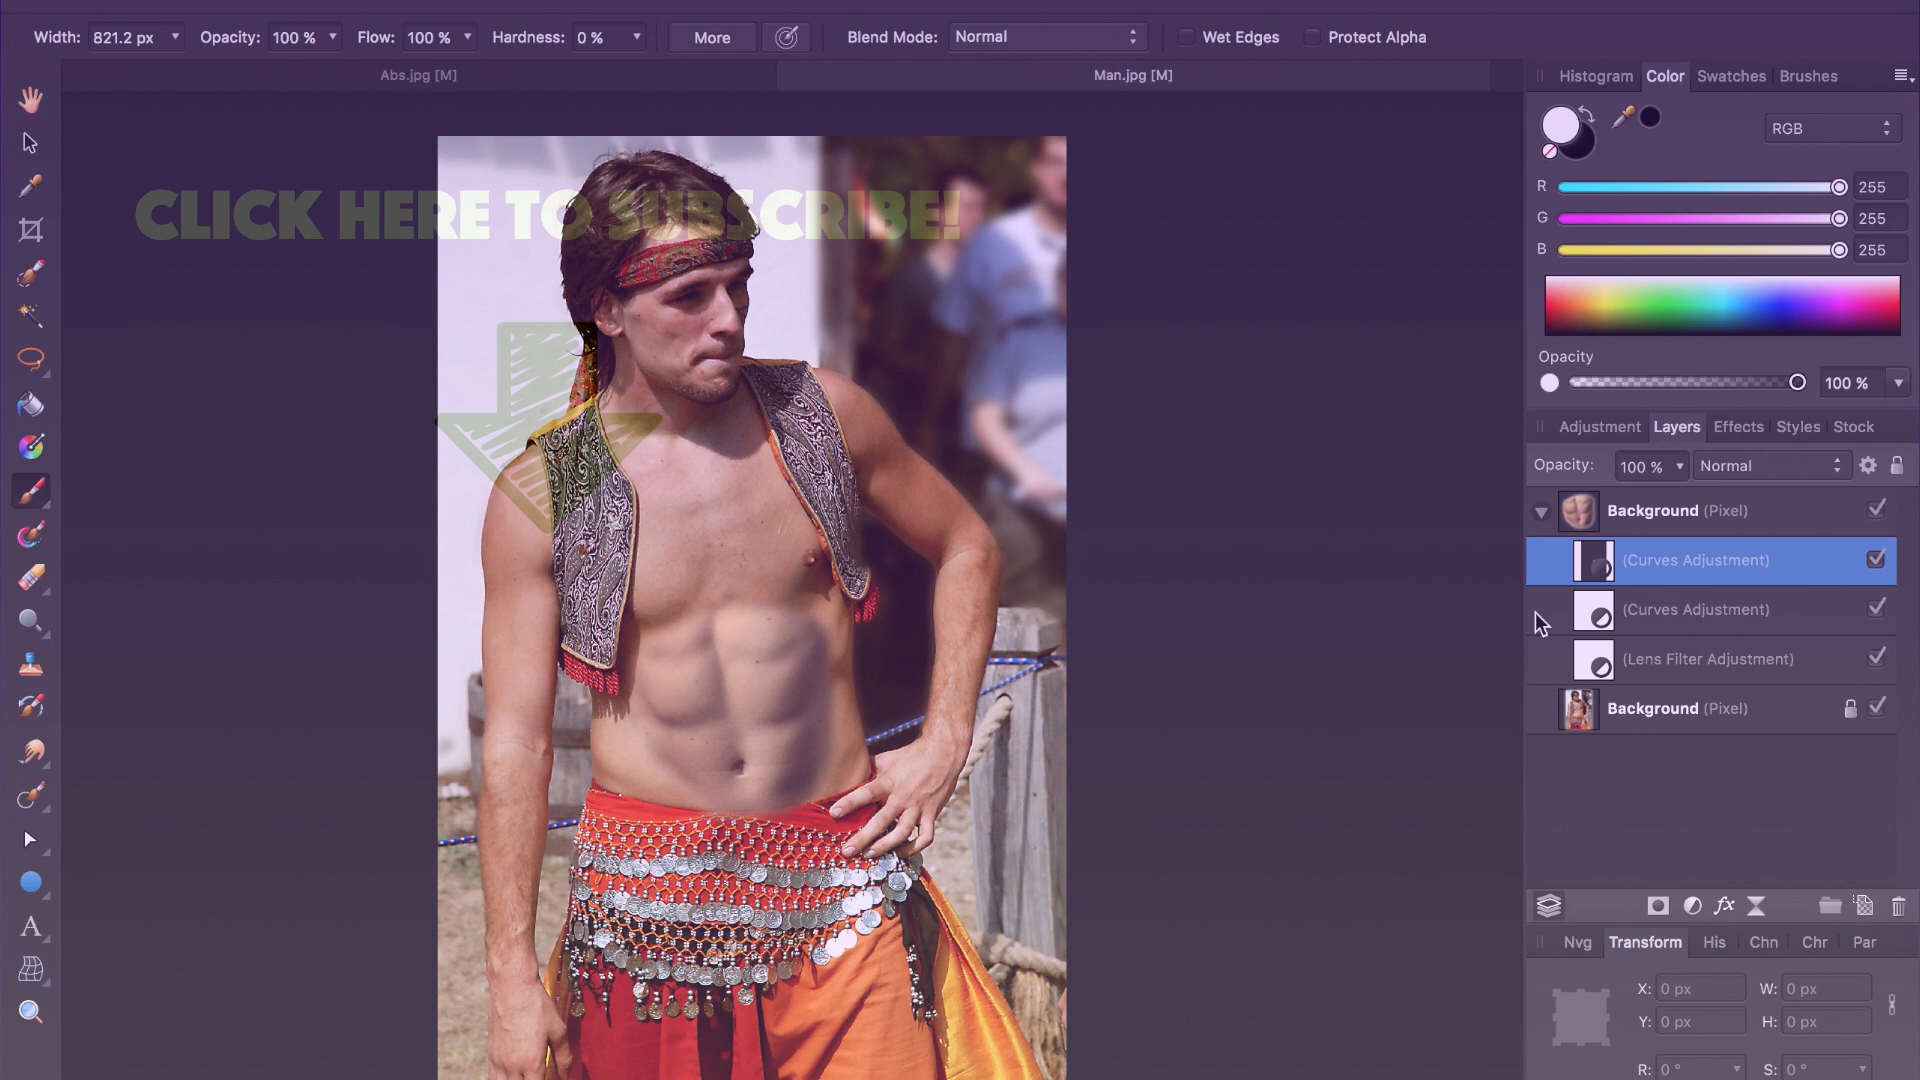 Width: 821.2 px Opacity: 100 % Flow: 100 % Hardness: 0 % More Blend Mode: Normal Wet Edges Protect Alpha
Abs.jpg [M] Man.jpg [M]
Histogram Color Swatches Brushes
RGB
R 255
G 255
B 255
Opacity
100 %
CLICK HERE TO SUBSCRIBE!
Adjustment Layers Effects Styles Stock
Opacity: 100 % Normal
Background (Pixel)
(Curves Adjustment)
(Curves Adjustment)
(Lens Filter Adjustment)
Background (Pixel)
fx
Nvg Transform His Chn Chr Par
X: 0 px W: 0 px
Y: 0 px H: 0 px
R: 0 ° S: 0 °
A